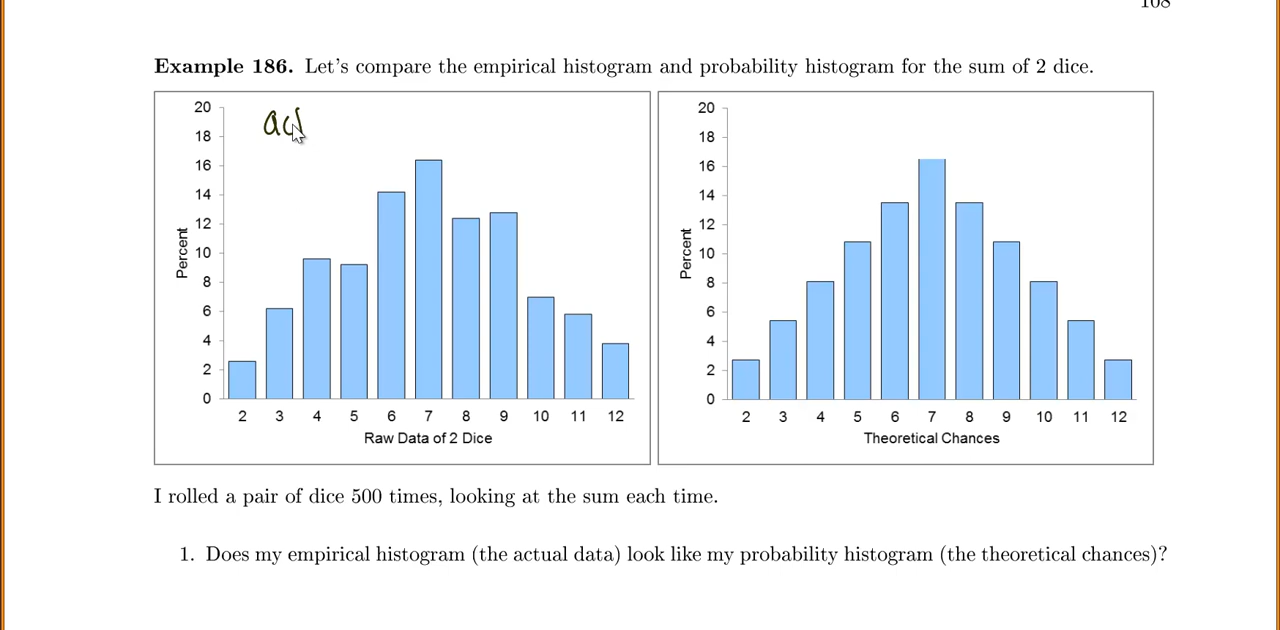 Example 186. Let's compare the empirical histogram and probability histogram for the sum of 2 dice.
20
18
16
14
12
10
8
6
4
2
0
Percent
2 3 4 5 6 7 8 9 10 11 12
Raw Data of 2 Dice
20
18
16
14
12
10
8
6
4
2
0
Percent
2 3 4 5 6 7 8 9 10 11 12
Theoretical Chances
I rolled a pair of dice 500 times, looking at the sum each time.
1. Does my empirical histogram (the actual data) look like my probability histogram (the theoretical chances)?